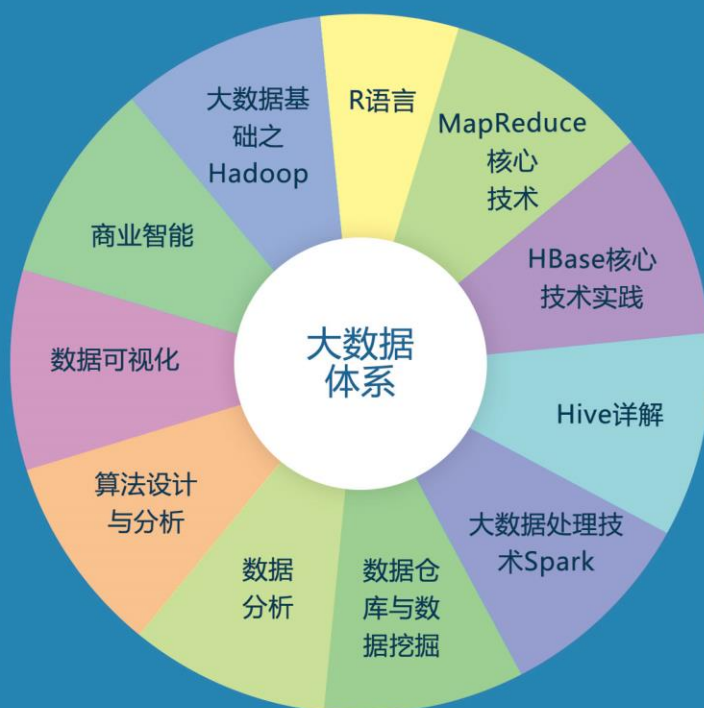 大数据
体系
R语言
MapReduce
核心
技术
HBase核心
技术实践
Hive详解
大数据处理技
术Spark
数据仓
库与数
据挖掘
数据
分析
算法设计
与分析
数据可视化
商业智能
大数据基
础之
Hadoop